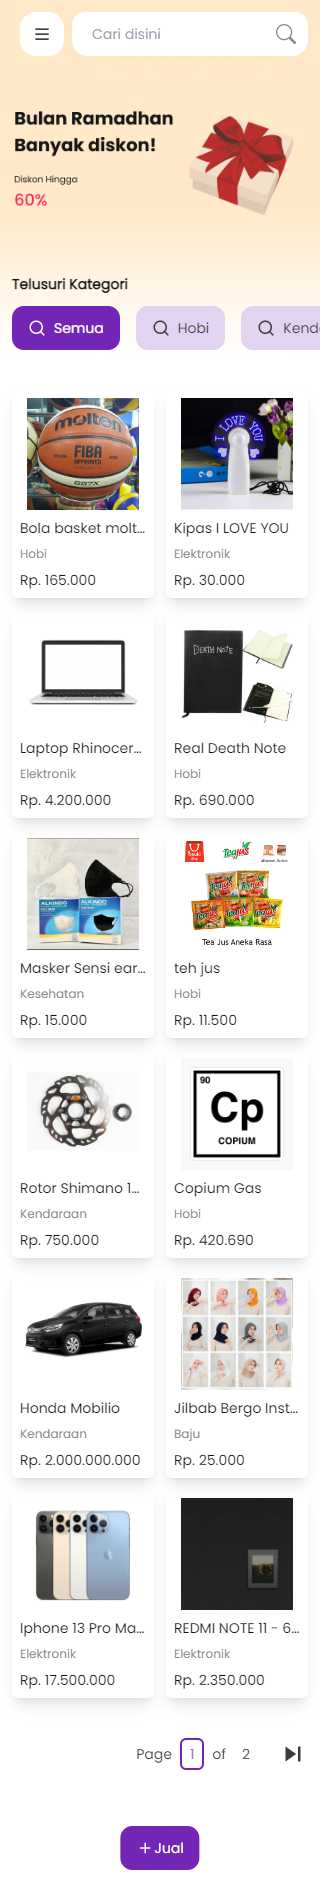 Cari disini
Bulan Ramadhan
Banyak diskon!
Diskon Hingga
60%
Telusuri Kategori
Semua
Hobi
Kend
molten
FIBA
APPROVED
GG7X
I LOVE YOU
Bola basket molt...
Hobi
Rp. 165.000
Kipas I LOVE YOU
Elektronik
Rp. 30.000
DEATH NOTE
Laptop Rhinocer...
Elektronik
Rp. 4.200.000
Real Death Note
Hobi
Rp. 690.000
ALKINDO
ALKINDO
Teajus
Tea Jus Aneka Rasa
Masker Sensi ear...
Kesehatan
Rp. 15.000
teh jus
Hobi
Rp. 11.500
90
Cp
COPIUM
Rotor Shimano 1...
Kendaraan
Rp. 750.000
Copium Gas
Hobi
Rp. 420.690
Honda Mobilio
Kendaraan
Rp. 2.000.000.000
Jilbab Bergo Inst...
Baju
Rp. 25.000
Iphone 13 Pro Ma...
Elektronik
Rp. 17.500.000
REDMI NOTE 11 - 6...
Elektronik
Rp. 2.350.000
Page 1 of 2
+ Jual